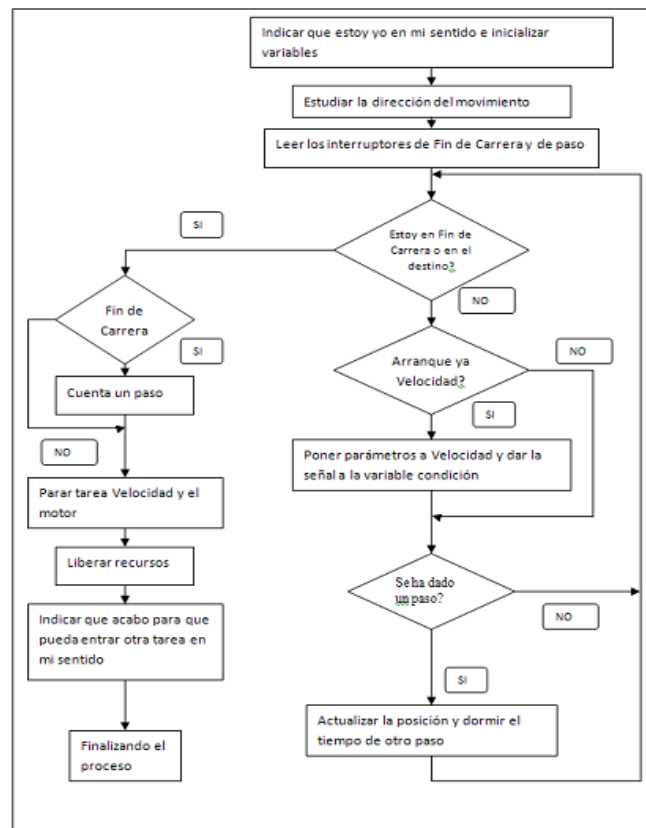 Indicar que estoy yo en mi sentido e inicializar
variables
Estudiar la dirección del movimiento
Leer los interruptores de Fin de Carrera y de paso
SI
Estoy en Fin de
Carrera o en el
destino?
NO
Fin de
Carrera
SI
Arranque ya
Velocidad?
NO
Cuenta un paso
SI
NO
Poner parámetros a Velocidad y dar la
señal a la variable condición
Parar tarea Velocidad y el
motor
Liberar recursos
Se ha dado
un paso?
NO
Indicar que acabo para que
pueda entrar otra tarea en
mi sentido
SI
Actualizar la posición y dormir el
tiempo de otro paso
Finalizando el
proceso